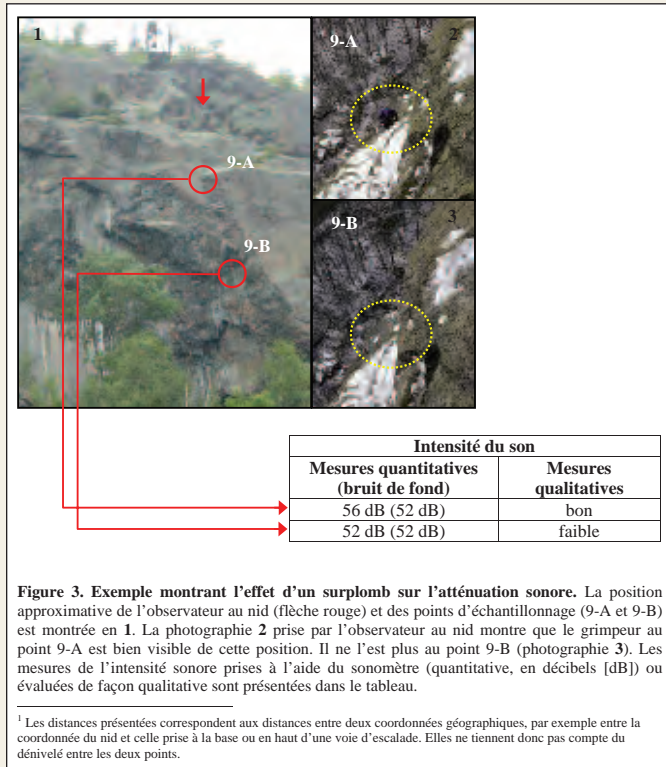 1
9-A
9-B
9-A
2
9-B
3
Intensité du son
Mesures quantitatives
(bruit de fond)
Mesures
qualitatives
56 dB (52 dB)
bon
52 dB (52 dB)
faible
Figure 3. Exemple montrant l'effet d'un surplomb sur l'atténuation sonore. La position
approximative de l'observateur au nid (flèche rouge) et des points d'échantillonnage (9-A et 9-B)
est montrée en 1. La photographie 2 prise par l'observateur au nid montre que le grimpeur au
point 9-A est bien visible de cette position. Il ne l'est plus au point 9-B (photographie 3). Les
mesures de l'intensité sonore prises à l'aide du sonomètre (quantitative, en décibels [dB]) ou
évaluées de façon qualitative sont présentées dans le tableau.
1 Les distances présentées correspondent aux distances entre deux coordonnées géographiques, par exemple entre la
coordonnée du nid et celle prise à la base ou en haut d'une voie d'escalade. Elles ne tiennent donc pas compte du
dénivelé entre les deux points.